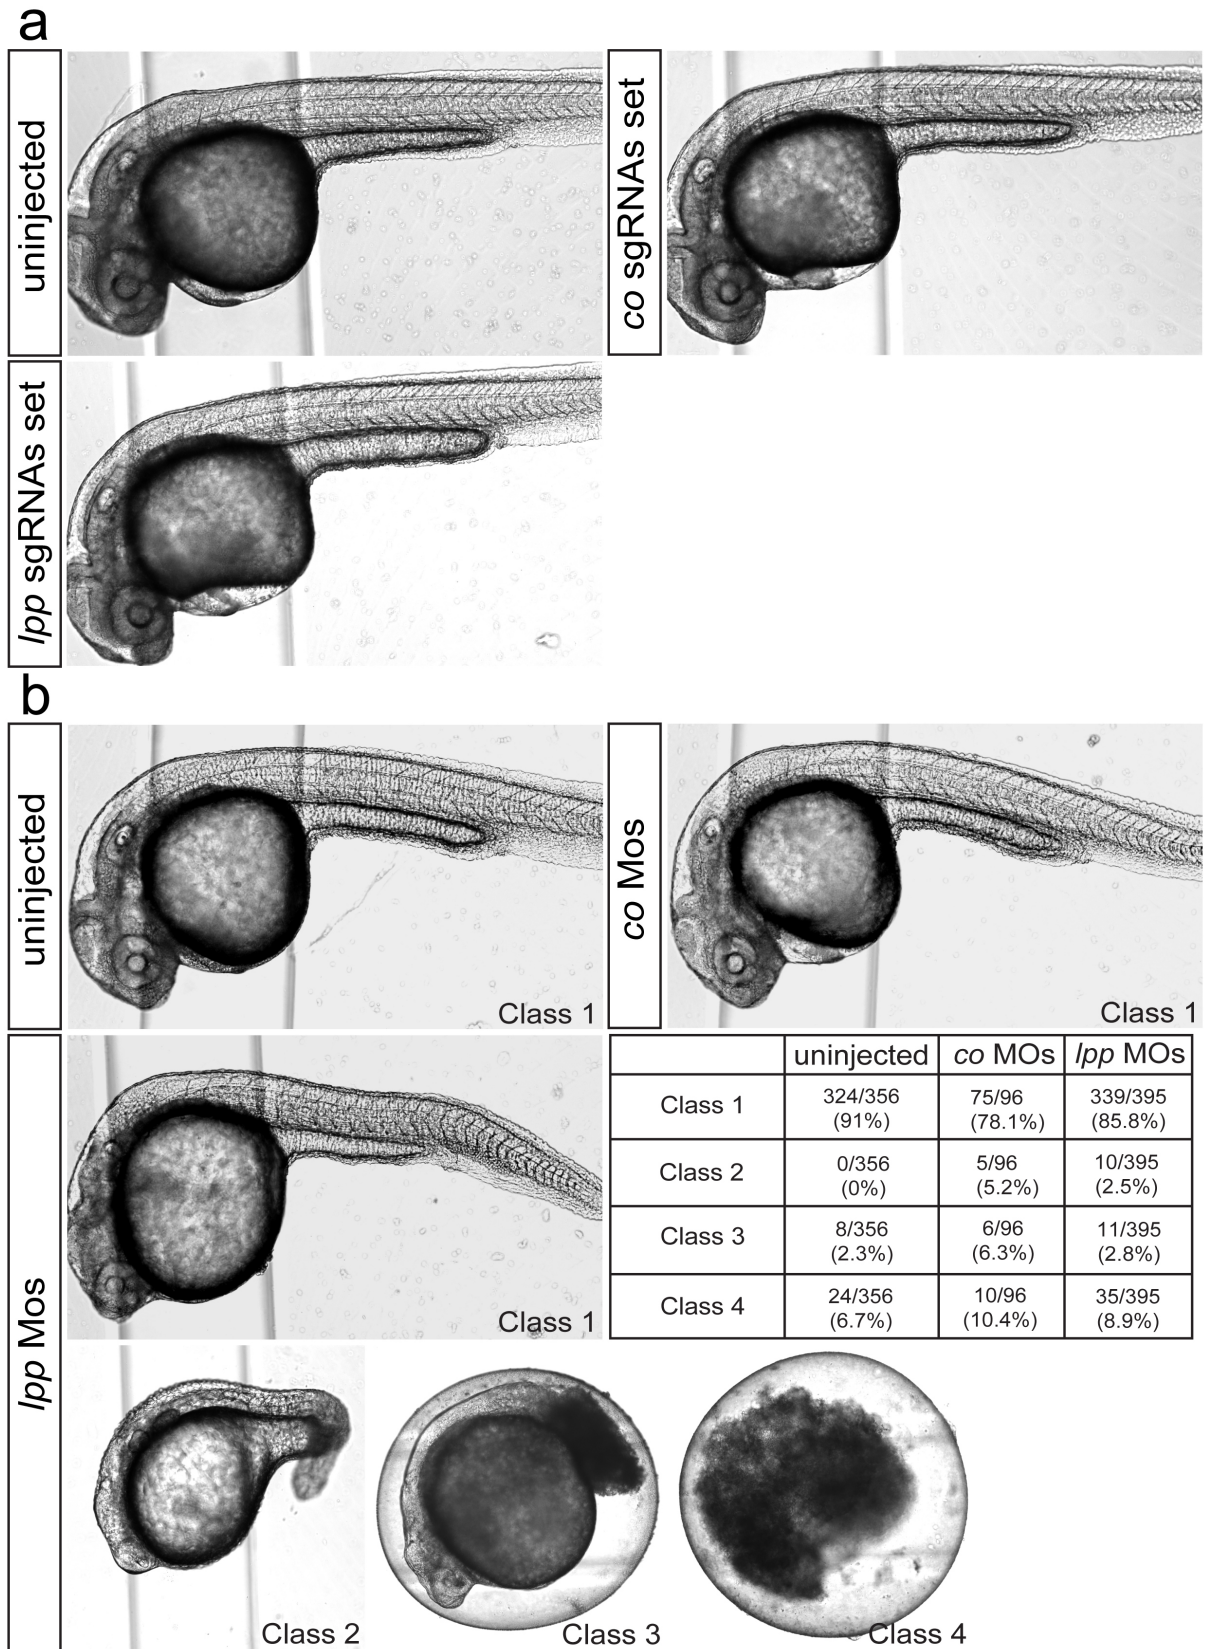 a
uninjected
co sgRNAs set
lpp sgRNAs set
b
uninjected
Class 1
co Mos
Class 1
lpp Mos
Class 1
uninjected co MOs lpp MOs
Class 1 324/356 (91%) 75/96 (78.1%) 339/395 (85.8%)
Class 2 0/356 (0%) 5/96 (5.2%) 10/395 (2.5%)
Class 3 8/356 (2.3%) 6/96 (6.3%) 11/395 (2.8%)
Class 4 24/356 (6.7%) 10/96 (10.4%) 35/395 (8.9%)
Class 2
Class 3
Class 4